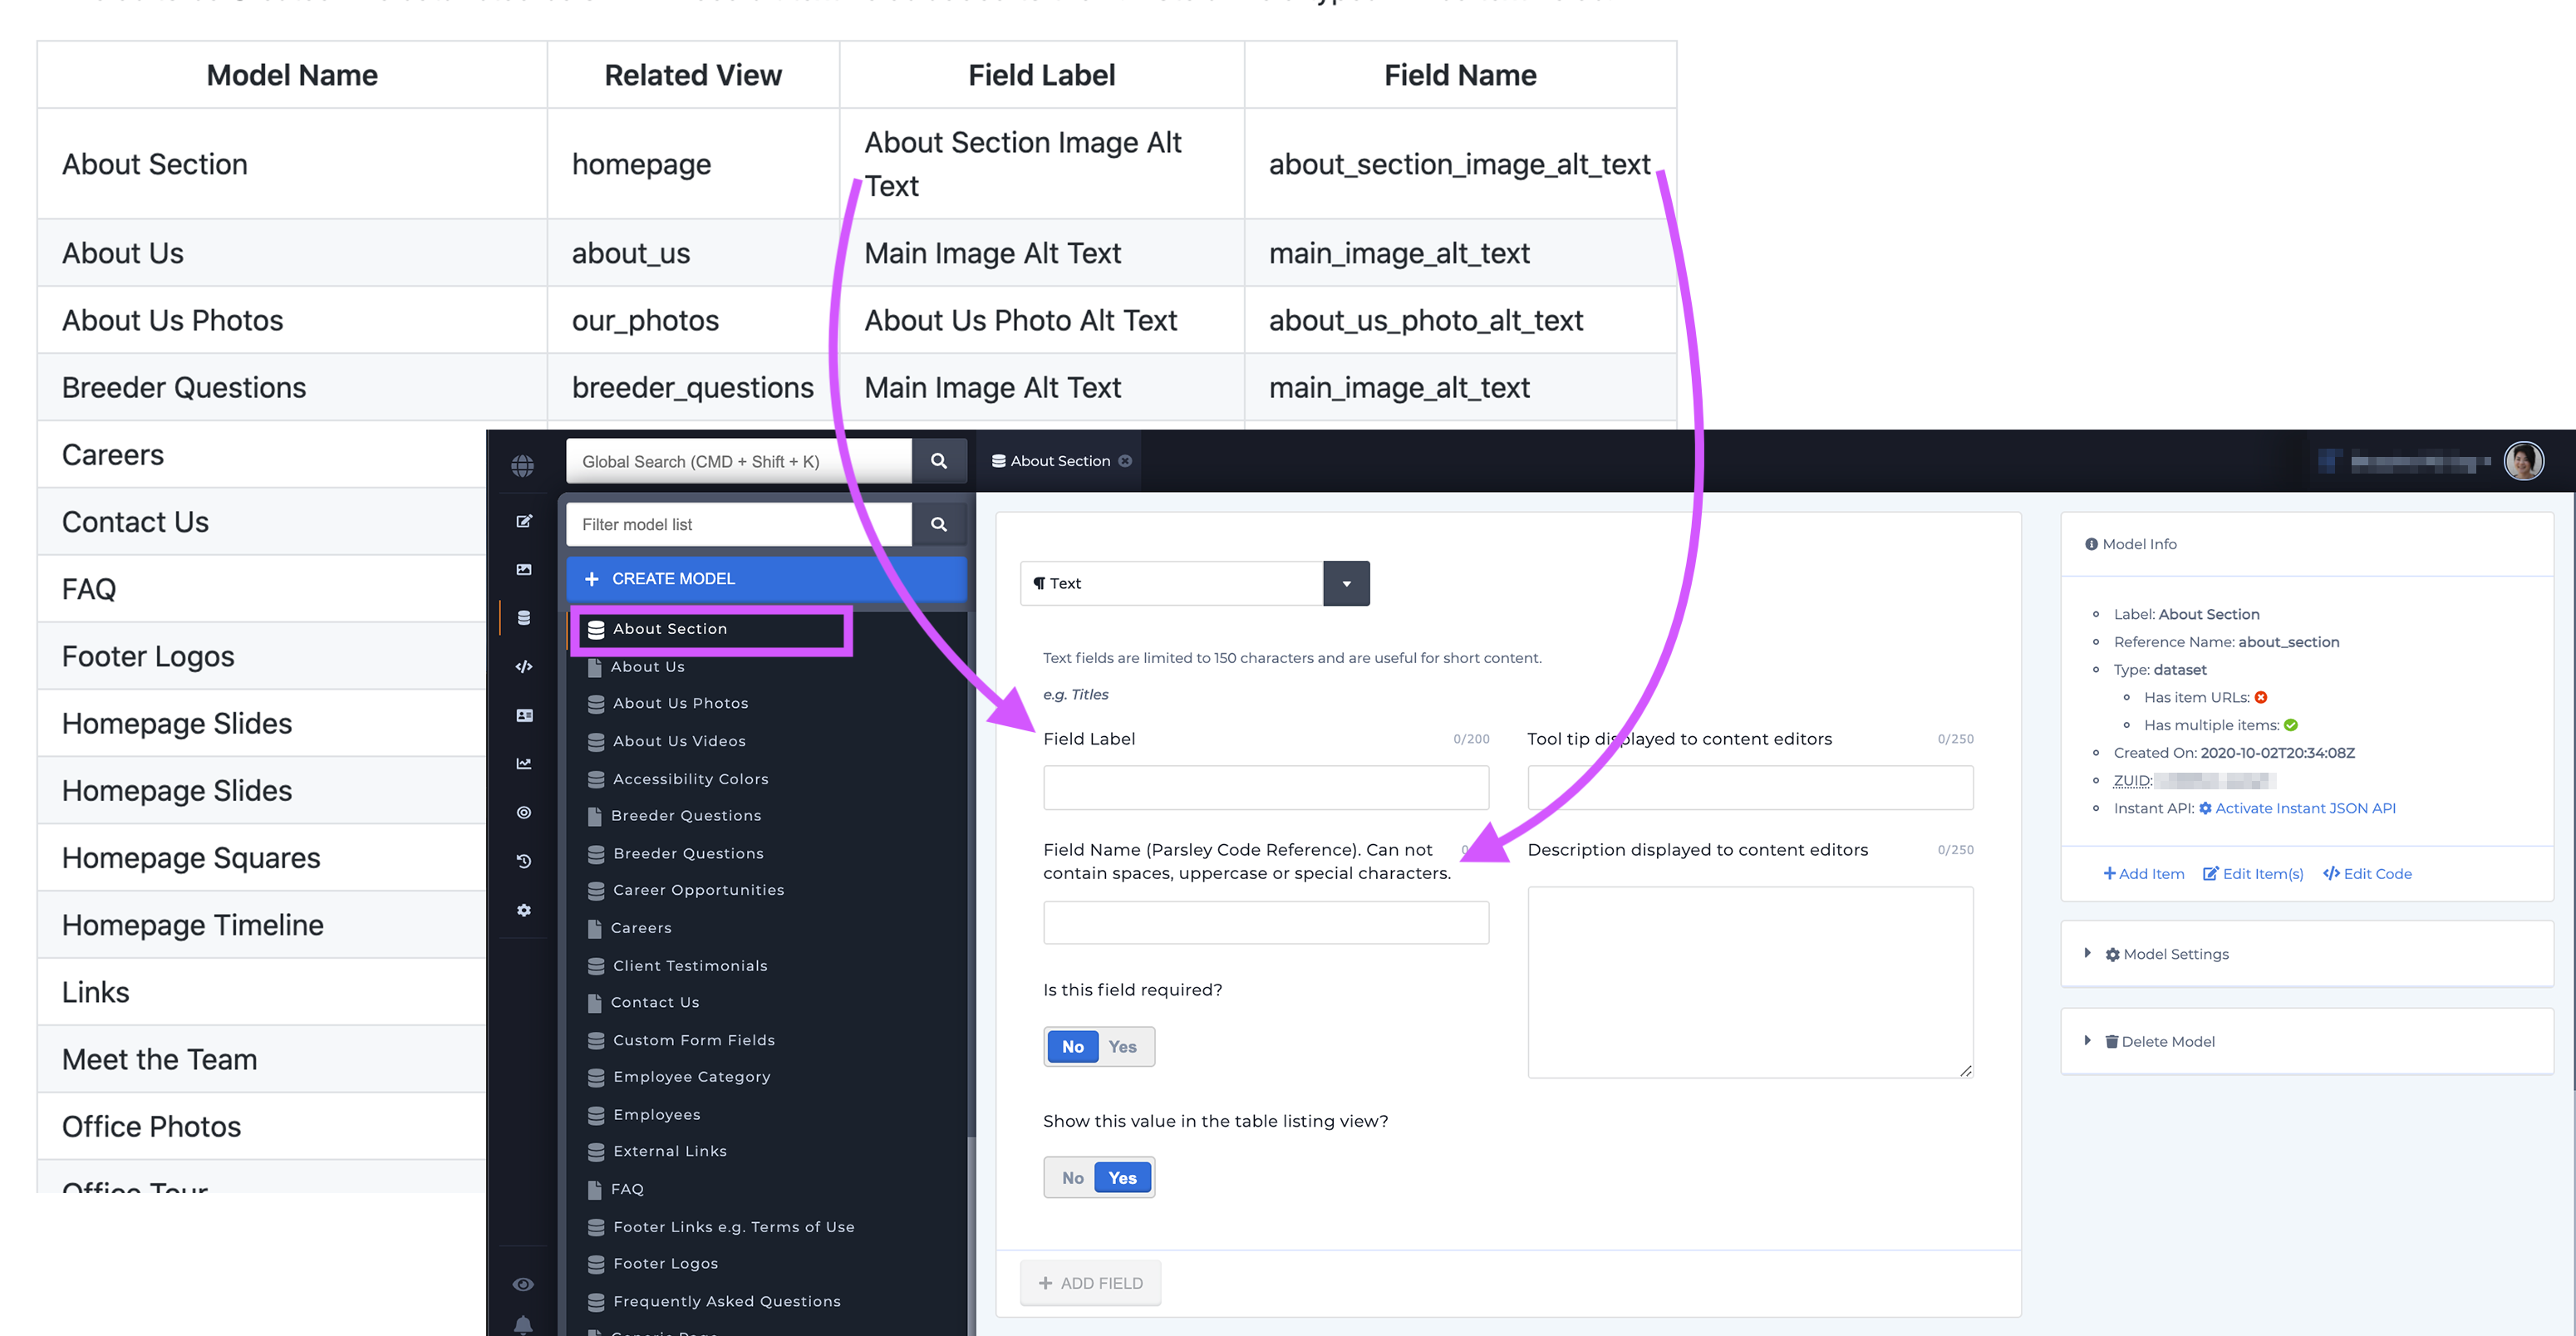 Model Name Related View Field Label Field Name
About Section homepage About Section Image Alt Text about_section_image_alt_text
About Us about_us Main Image Alt Text main_image_alt_text
About Us Photos our_photos About Us Photo Alt Text about_us_photo_alt_text
Breeder Questions breeder_questions Main Image Alt Text main_image_alt_text
Careers
Contact Us
FAQ
Footer Logos
Homepage Slides
Homepage Slides
Homepage Squares
Homepage Timeline
Links
Meet the Team
Office Photos
Office Tour
Global Search (CMD + Shift + K)
About Section
Filter model list
CREATE MODEL
About Section
About Us
About Us Photos
About Us Videos
Accessibility Colors
Breeder Questions
Breeder Questions
Career Opportunities
Careers
Client Testimonials
Contact Us
Custom Form Fields
Employee Category
Employees
External Links
FAQ
Footer Links e.g. Terms of Use
Footer Logos
Frequently Asked Questions
Text
Text fields are limited to 150 characters and are useful for short content.
e.g. Titles
Field Label 0/200
Tool tip displayed to content editors 0/250
Field Name (Parsley Code Reference). Can not
contain spaces, uppercase or special characters.
Description displayed to content editors 0/250
Is this field required?
No Yes
Show this value in the table listing view?
No Yes
ADD FIELD
Model Info
Label: About Section
Reference Name: about_section
Type: dataset
Has item URLs:
Has multiple items:
Created On: 2020-10-02T20:34:08Z
ZUID:
Instant API: Activate Instant JSON API
Add Item Edit Item(s) Edit Code
Model Settings
Delete Model